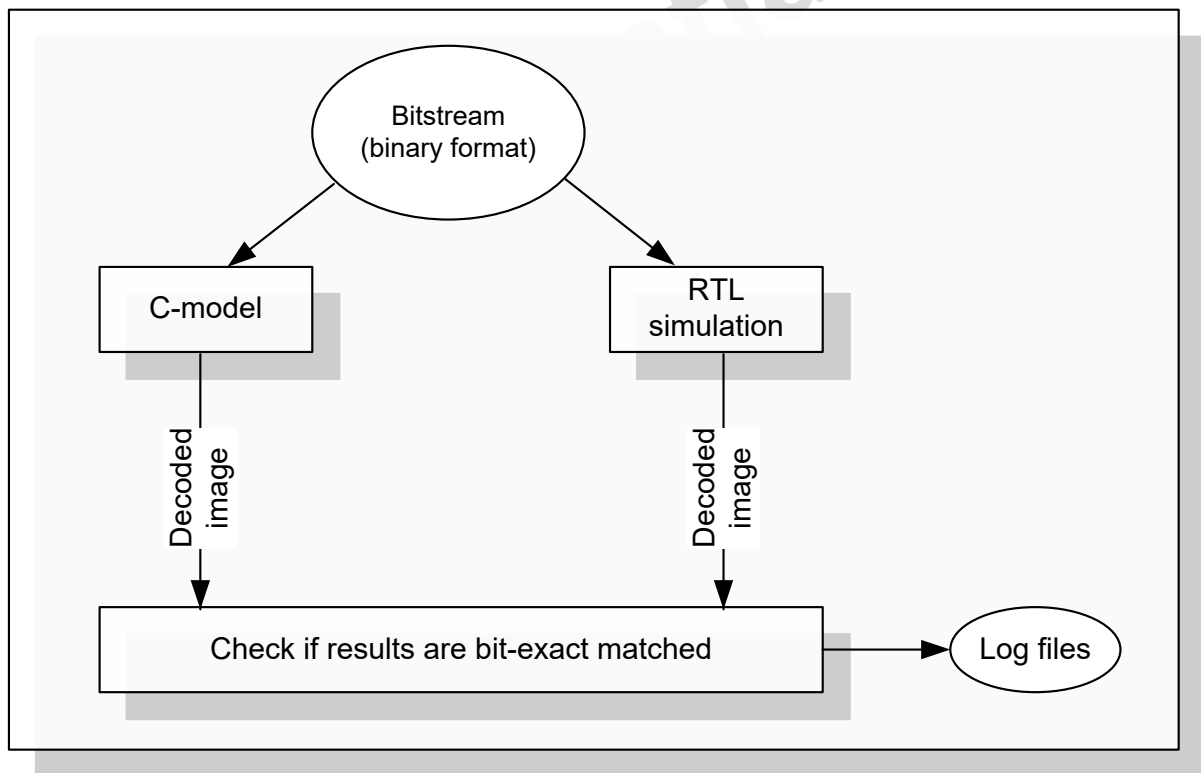 Bitstream
(binary format)
C-model
RTL
simulation
Decoded
image
Decoded
image
Check if results are bit-exact matched
Log files